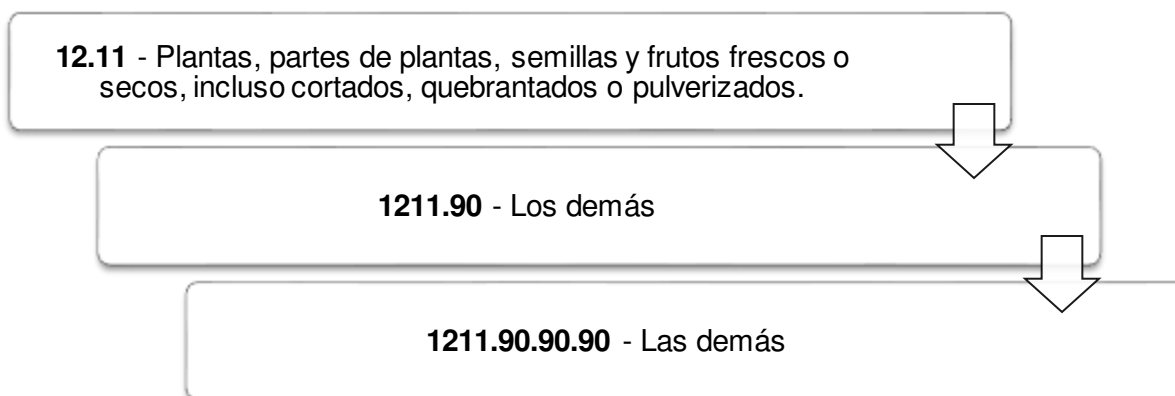 12.11 - Plantas, partes de plantas, semillas y frutos frescos o
secos, incluso cortados, quebrantados o pulverizados.
1211.90 - Los demás
1211.90.90.90 - Las demás